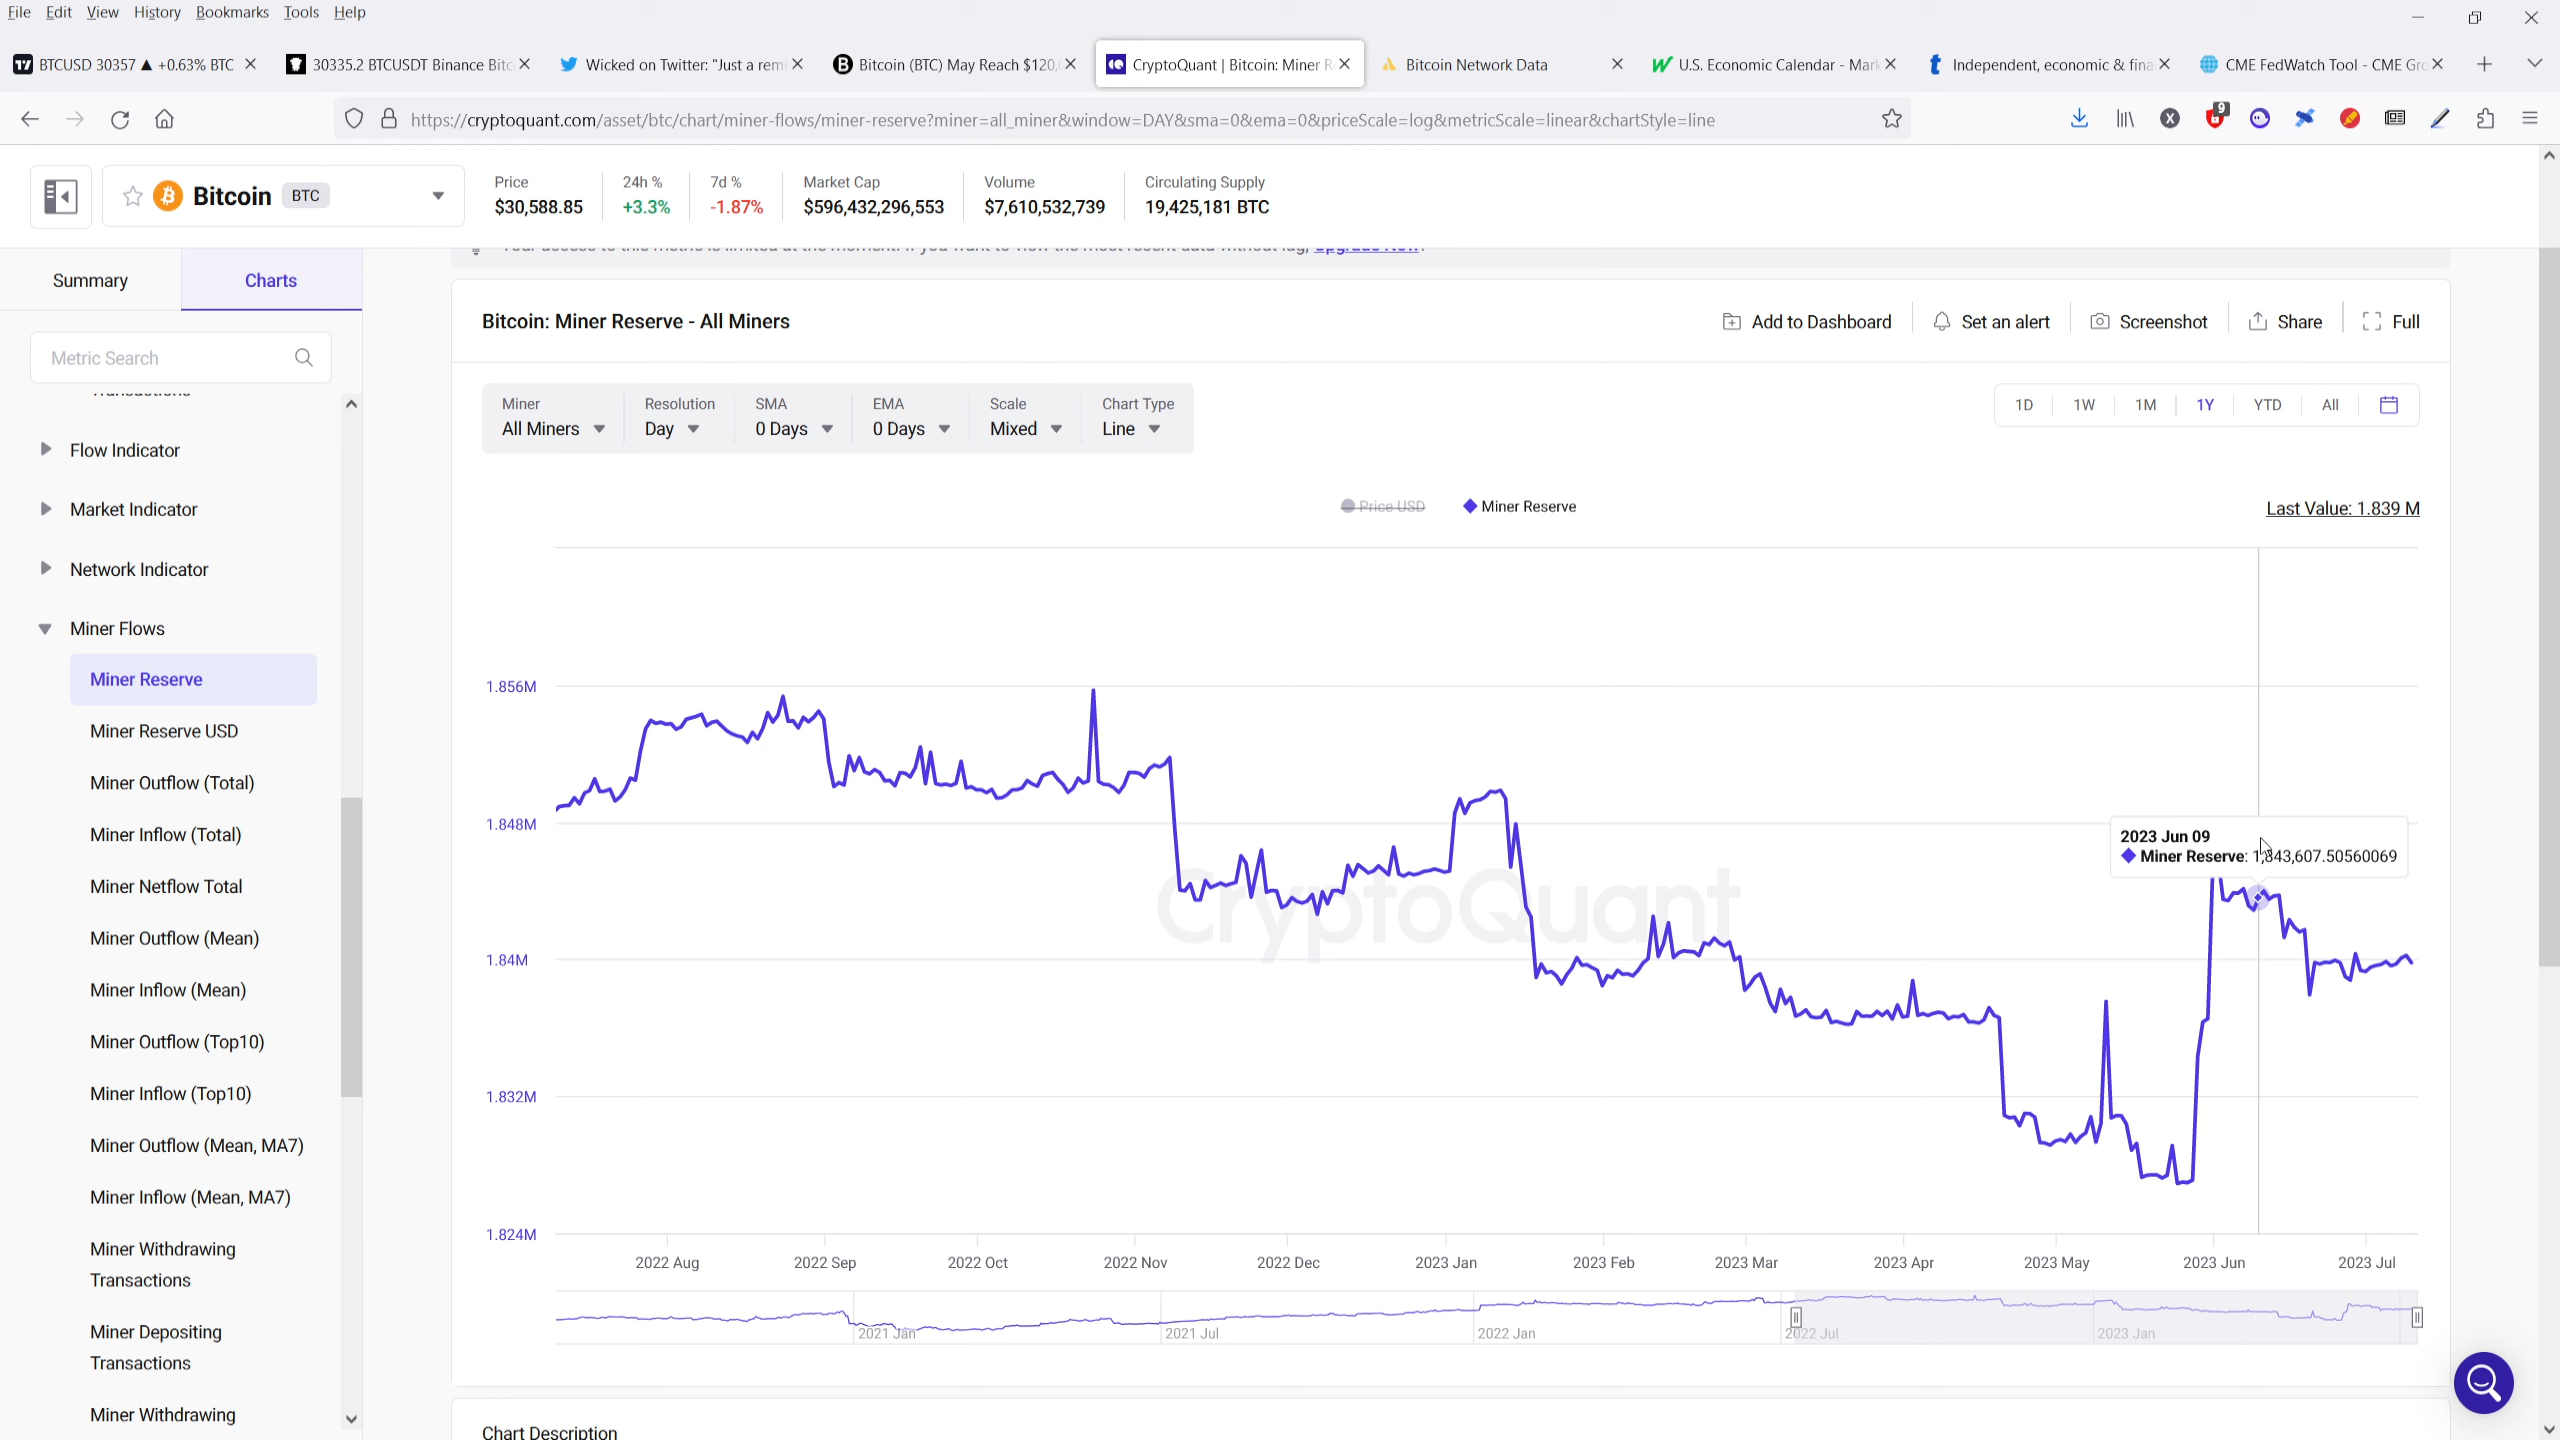 File Edit View History Bookmarks Tools Help
BTCUSD 30357 ▲ +0.63% BTC
30335.2 BTCUSDT Binance Bitc
Wicked on Twitter: "Just a rem
Bitcoin (BTC) May Reach $120,
CryptoQuant | Bitcoin: Miner R
Bitcoin Network Data
U.S. Economic Calendar - Mark
Independent, economic & fina
CME FedWatch Tool - CME Gro
https://cryptoquant.com/asset/btc/chart/miner-flows/miner-reserve?miner=all_miner&window=DAY&sma=0&ema=0&priceScale=log&metricScale=linear&chartStyle=line
9
Bitcoin BTC
Price
$30,588.85
24h %
+3.3%
7d %
-1.87%
Market Cap
$596,432,296,553
Volume
$7,610,532,739
Circulating Supply
19,425,181 BTC
Summary
Charts
Metric Search
Flow Indicator
Market Indicator
Network Indicator
Miner Flows
Miner Reserve
Miner Reserve USD
Miner Outflow (Total)
Miner Inflow (Total)
Miner Netflow Total
Miner Outflow (Mean)
Miner Inflow (Mean)
Miner Outflow (Top10)
Miner Inflow (Top10)
Miner Outflow (Mean, MA7)
Miner Inflow (Mean, MA7)
Miner Withdrawing
Transactions
Miner Depositing
Transactions
Miner Withdrawing
Bitcoin: Miner Reserve - All Miners
Add to Dashboard
Set an alert
Screenshot
Share
Full
Miner
All Miners
Resolution
Day
SMA
0 Days
EMA
0 Days
Scale
Mixed
Chart Type
Line
1D 1W 1M 1Y YTD All
Price USD
Miner Reserve
Last Value: 1.839 M
1.856M
1.848M
1.84M
1.832M
1.824M
CryptoQuant
2023 Jun 09
Miner Reserve: 1,843,607.50560069
2022 Aug 2022 Sep 2022 Oct 2022 Nov 2022 Dec 2023 Jan 2023 Feb 2023 Mar 2023 Apr 2023 May 2023 Jun 2023 Jul
2021 Jan 2021 Jul 2022 Jan 2022 Jul 2023 Jan
Chart Description